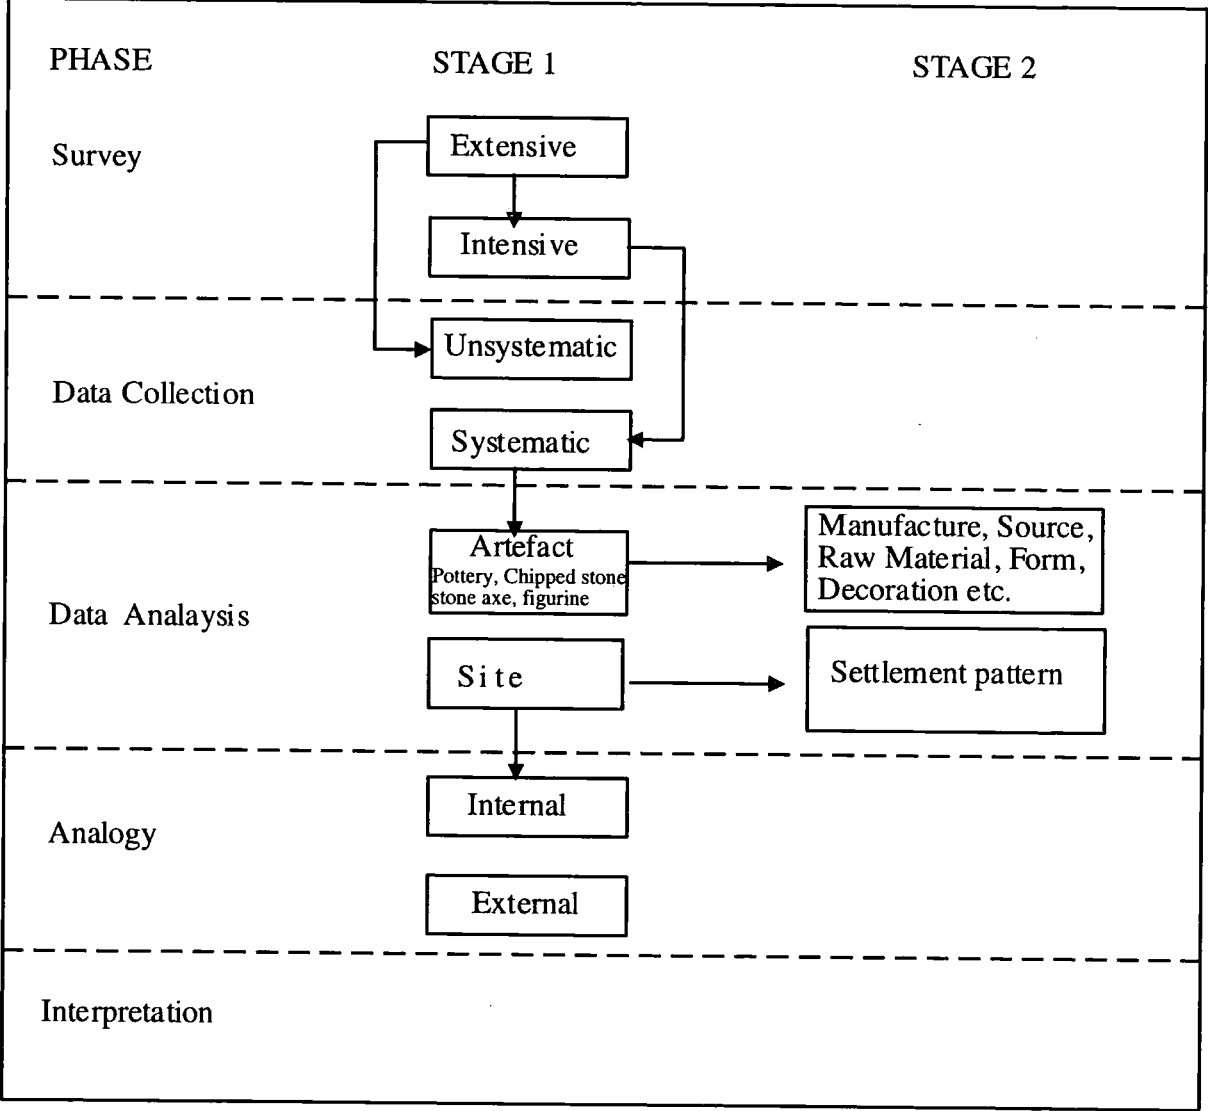 PHASE STAGE 1 STAGE 2
Survey
Extensive
Intensive
Data Collection
Unsystematic
Systematic
Data Analaysis
Artefact
Pottery, Chipped stone
stone axe, figurine
Manufacture, Source,
Raw Material, Form,
Decoration etc.
Site
Settlement pattern
Analogy
Internal
External
Interpretation